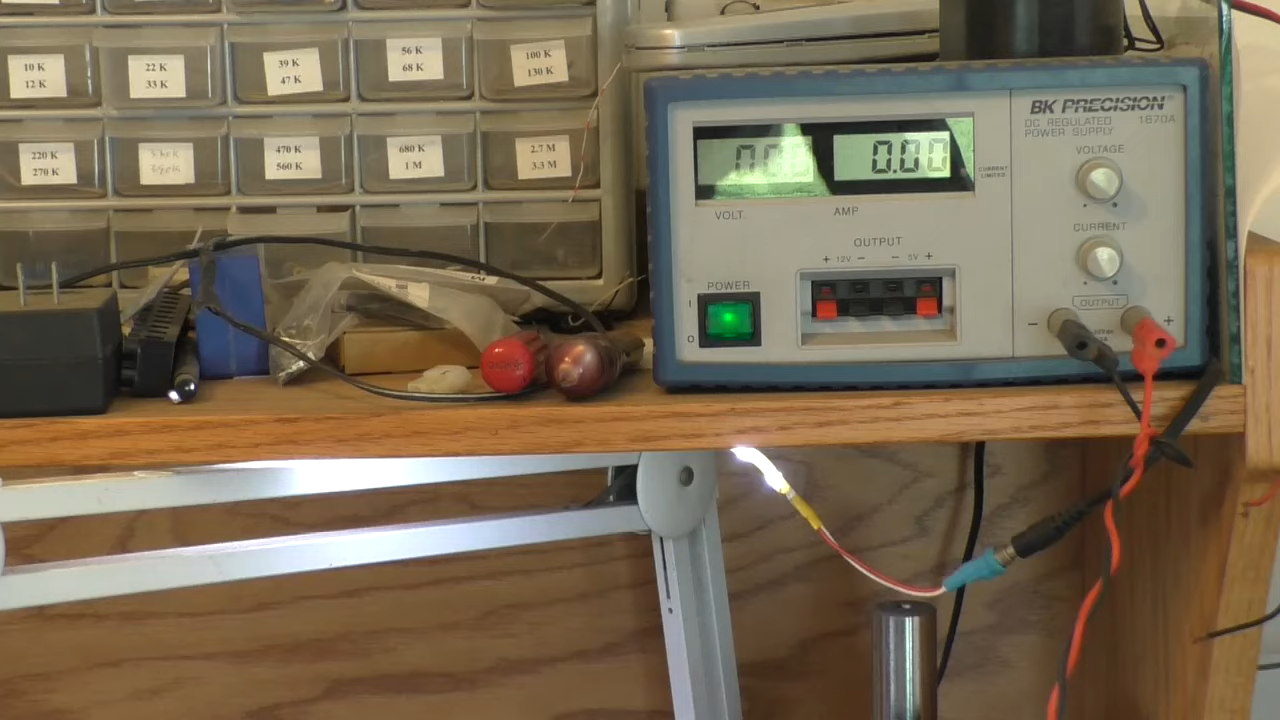 10 K
12 K
22 K
33 K
39 K
47 K
56 K
68 K
100 K
130 K
220 K
270 K
470 K
560 K
680 K
1 M
2.7 M
3.3 M
BK PRECISION®
DC REGULATED
POWER SUPPLY 1670A
0.00
CURRENT
LIMITED
VOLT
AMP
VOLTAGE
CURRENT
OUTPUT
+ 12V − − 5V +
POWER
I
O
OUTPUT
− +